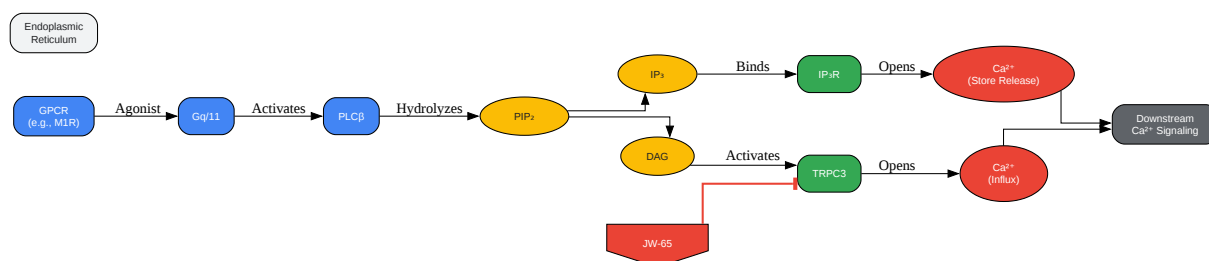 Endoplasmic
Reticulum
GPCR
(e.g., M1R)
Agonist
Gq/11
Activates
PLCβ
Hydrolyzes
PIP₂
IP₃
Binds
IP₃R
Opens
Ca²⁺
(Store Release)
DAG
Activates
TRPC3
Opens
Ca²⁺
(Influx)
Downstream
Ca²⁺ Signaling
JW-65